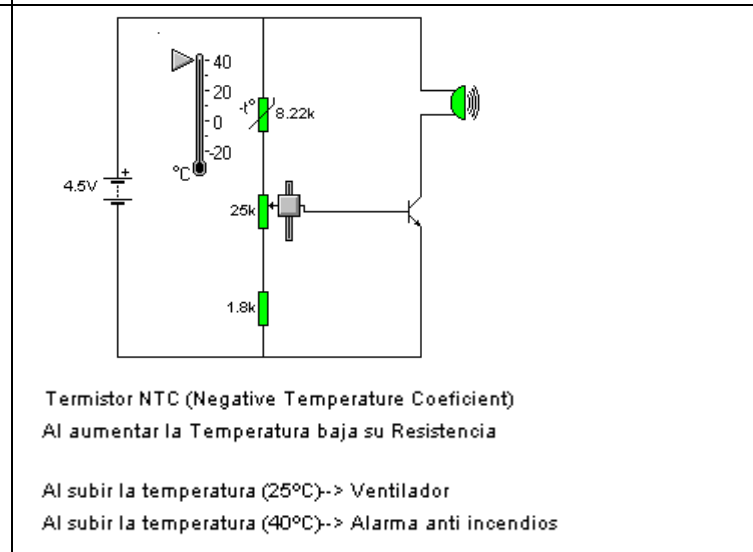 40
20
-t° 8.22k
0
-20
°C
4.5V
+
25k
1.8k
Termistor NTC (Negative Temperature Coeficient)
Al aumentar la Temperatura baja su Resistencia
Al subir la temperatura (25ºC)--> Ventilador
Al subir la temperatura (40ºC)--> Alarma anti incendios